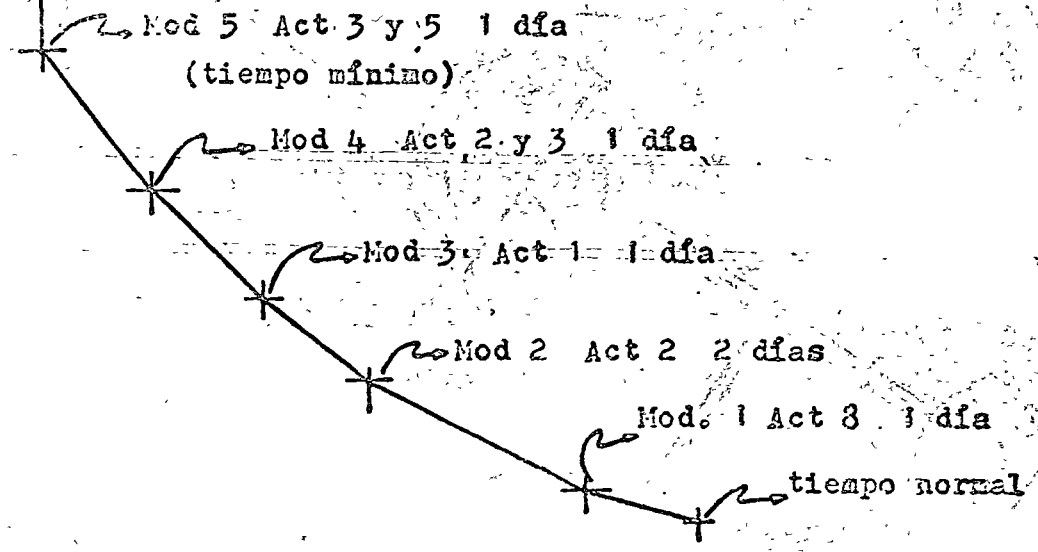 Mod 5 Act 3 y 5 1 día
(tiempo mínimo)
Mod 4 Act 2 y 3 1 día
Mod 3 Act 1 1 día
Mod 2 Act 2 2 días
Mod. 1 Act 8 1 día
tiempo normal